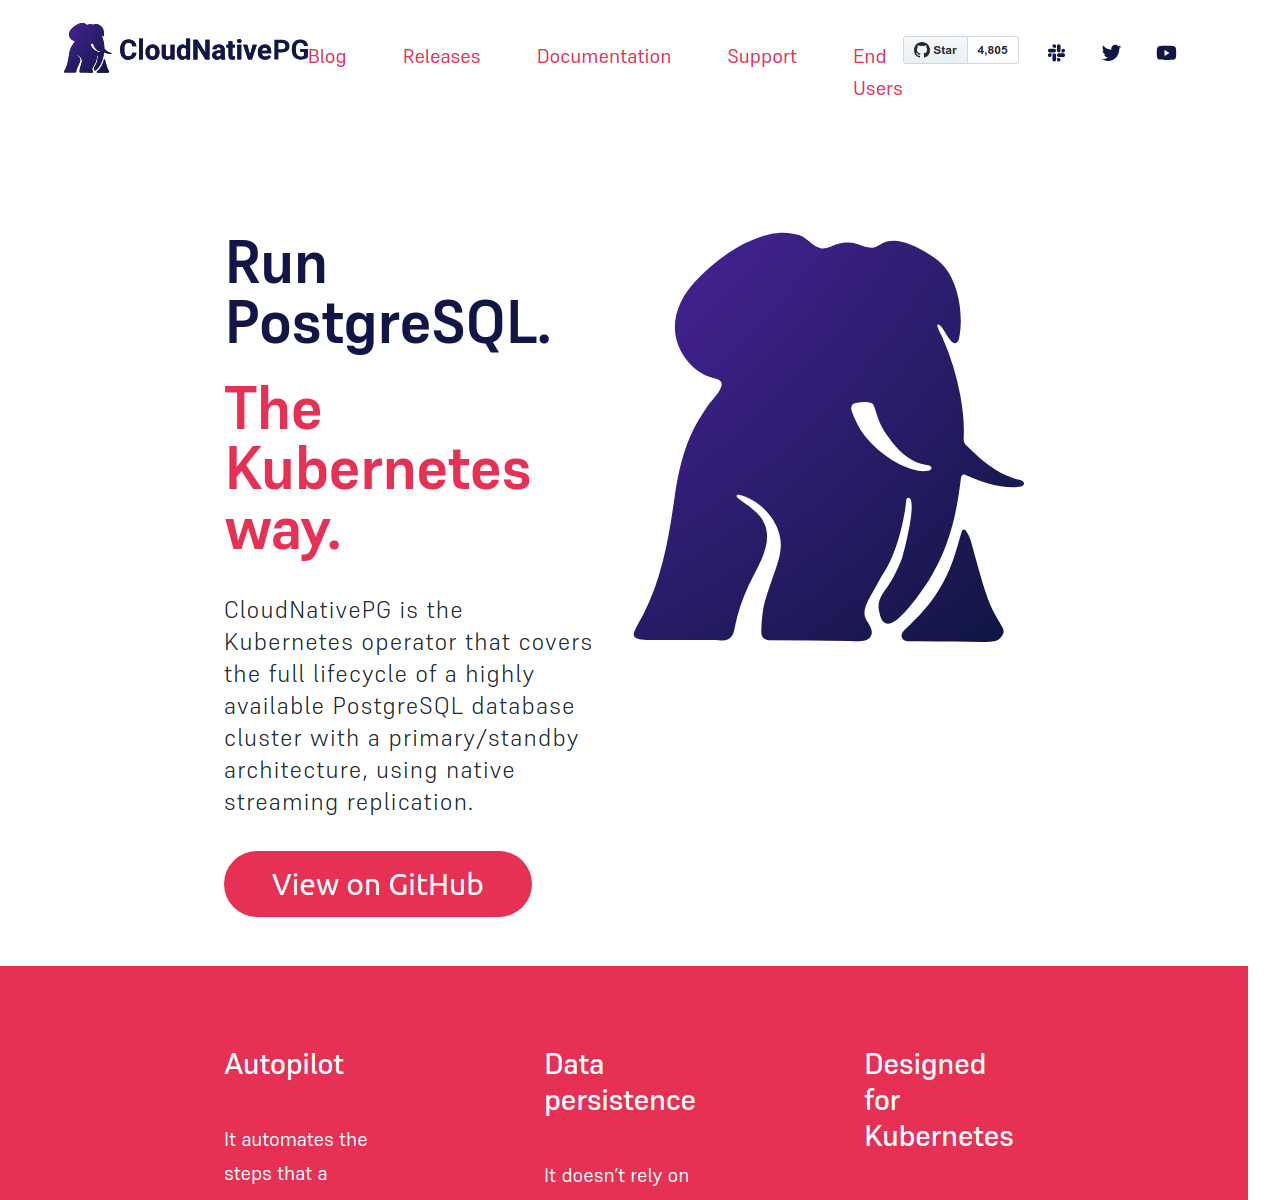 CloudNativePG
Blog
Releases
Documentation
Support
End
Users
Star
4,805
Run
PostgreSQL.
The
Kubernetes
way.
CloudNativePG is the
Kubernetes operator that covers
the full lifecycle of a highly
available PostgreSQL database
cluster with a primary/standby
architecture, using native
streaming replication.
View on GitHub
Autopilot
It automates the
steps that a
Data
persistence
It doesn’t rely on
Designed
for
Kubernetes